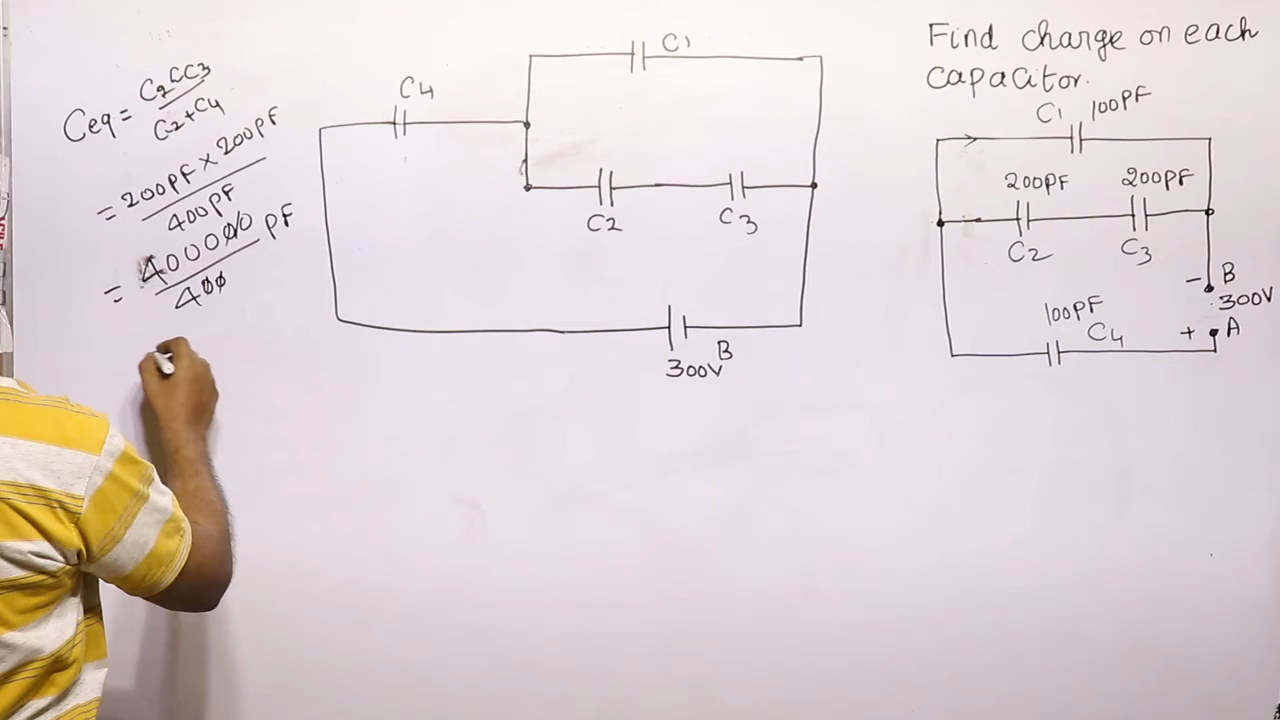 Ceq = C2CC3
C2+C4
= 200PF × 200PF
400PF
= 40000 PF
400
C4
C1
C2
C3
300V
B
Find charge on each
capacitor.
C1 100PF
200PF
200PF
C2
C3
- B
300V
100PF
C4
+ A